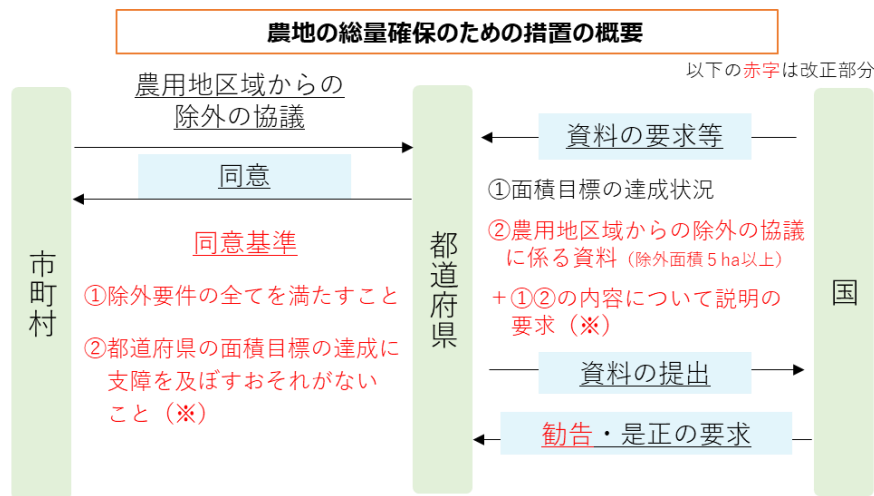 農地の総量確保のための措置の概要
以下の赤字は改正部分
市町村
農用地区域からの
除外の協議
同意
同意基準
①除外要件の全てを満たすこと
②都道府県の面積目標の達成に
支障を及ぼすおそれがない
こと（※）
都道府県
資料の要求等
①面積目標の達成状況
②農用地区域からの除外の協議
に係る資料（除外面積５ha以上）
＋①②の内容について説明の
要求（※）
資料の提出
勧告・是正の要求
国